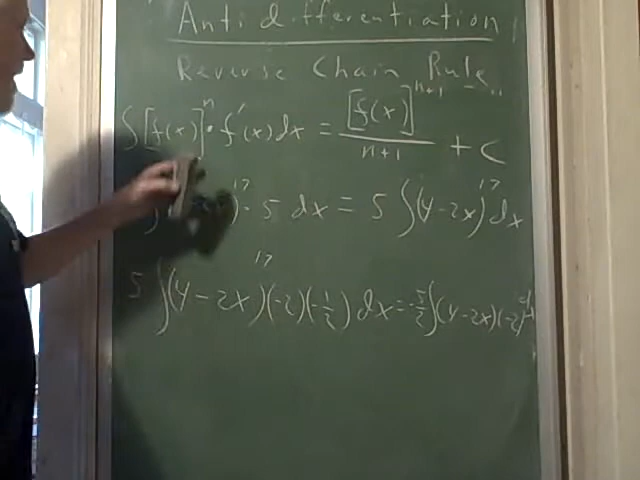 Antidifferentiation
Reverse Chain Rule
∫[f(x)]ⁿ · f'(x)dx = [f(x)]ⁿ⁺¹ / n+1 + C
)¹⁷ · 5 dx = 5 ∫(4 - 2x)¹⁷ dx
5 ∫(4 - 2x)¹⁷(-2)(-1/2) dx = -5/2 ∫(4 - 2x)(-2)